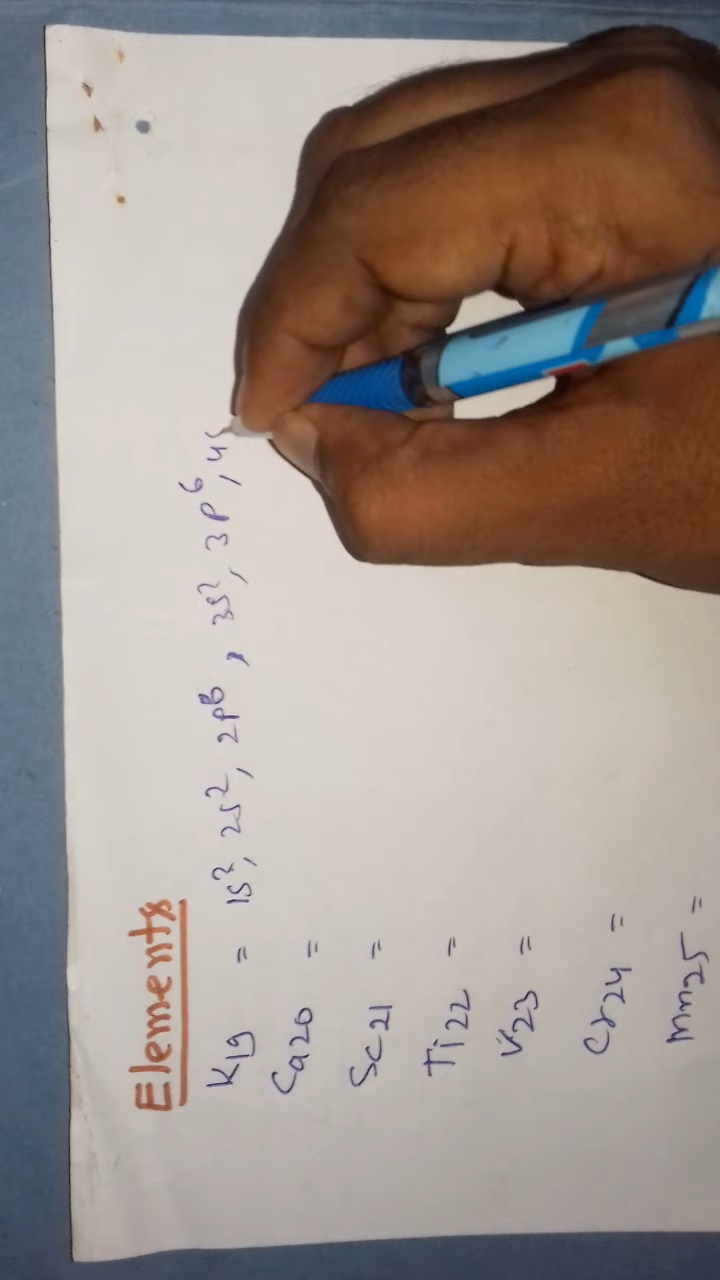 Elements
K19 = 1s², 2s², 2p⁶, 3s², 3p⁶, 4s
Ca20 =
Sc21 =
Ti22 =
V23 =
Cr24 =
Mn25 =